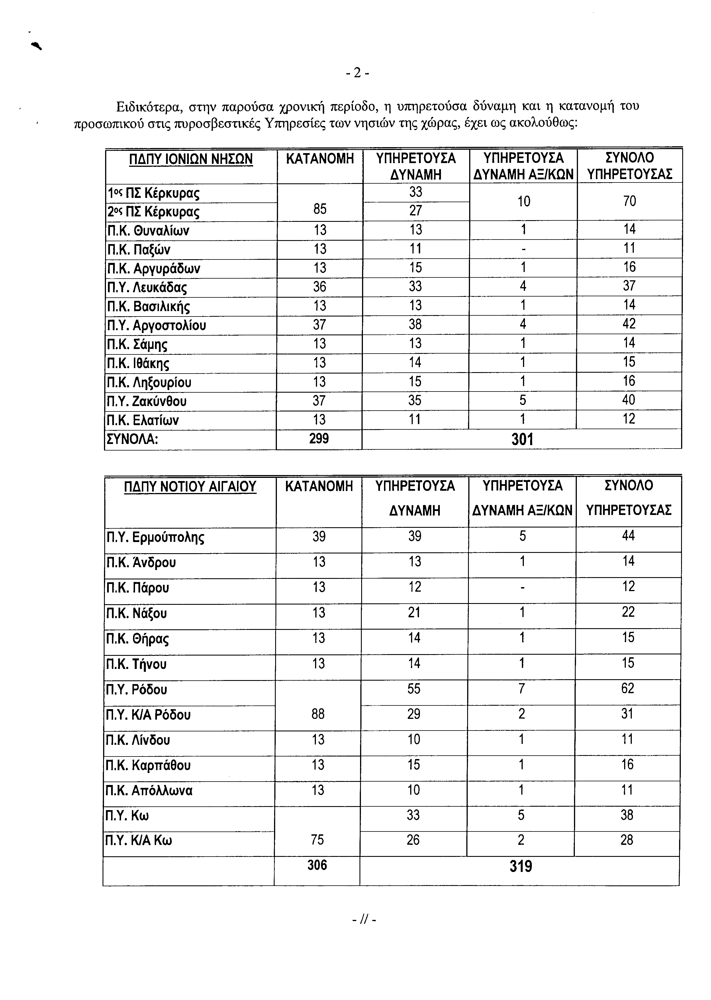 - 2 -
Ειδικότερα, στην παρούσα χρονική περίοδο, η υπηρετούσα δύναμη και η κατανομή του
προσωπικού στις πυροσβεστικές Υπηρεσίες των νησιών της χώρας, έχει ως ακολούθως:
ΠΔΠΥ ΙΟΝΙΩΝ ΝΗΣΩΝ ΚΑΤΑΝΟΜΗ ΥΠΗΡΕΤΟΥΣΑ ΥΠΗΡΕΤΟΥΣΑ ΣΥΝΟΛΟ
ΔΥΝΑΜΗ ΔΥΝΑΜΗ ΑΞ/ΚΩΝ ΥΠΗΡΕΤΟΥΣΑΣ
1ος ΠΣ Κέρκυρας 33
10 70
2ος ΠΣ Κέρκυρας 85 27
Π.Κ. Θυναλίων 13 13 1 14
Π.Κ. Παξών 13 11 - 11
Π.Κ. Αργυράδων 13 15 1 16
Π.Υ. Λευκάδας 36 33 4 37
Π.Κ. Βασιλικής 13 13 1 14
Π.Υ. Αργοστολίου 37 38 4 42
Π.Κ. Σάμης 13 13 1 14
Π.Κ. Ιθάκης 13 14 1 15
Π.Κ. Ληξουρίου 13 15 1 16
Π.Υ. Ζακύνθου 37 35 5 40
Π.Κ. Ελατίων 13 11 1 12
ΣΥΝΟΛΑ: 299 301
ΠΔΠΥ ΝΟΤΙΟΥ ΑΙΓΑΙΟΥ ΚΑΤΑΝΟΜΗ ΥΠΗΡΕΤΟΥΣΑ ΥΠΗΡΕΤΟΥΣΑ ΣΥΝΟΛΟ
ΔΥΝΑΜΗ ΔΥΝΑΜΗ ΑΞ/ΚΩΝ ΥΠΗΡΕΤΟΥΣΑΣ
Π.Υ. Ερμούπολης 39 39 5 44
Π.Κ. Άνδρου 13 13 1 14
Π.Κ. Πάρου 13 12 - 12
Π.Κ. Νάξου 13 21 1 22
Π.Κ. Θήρας 13 14 1 15
Π.Κ. Τήνου 13 14 1 15
Π.Υ. Ρόδου 55 7 62
Π.Υ. Κ/Α Ρόδου 88 29 2 31
Π.Κ. Λίνδου 13 10 1 11
Π.Κ. Καρπάθου 13 15 1 16
Π.Κ. Απόλλωνα 13 10 1 11
Π.Υ. Κω 33 5 38
Π.Υ. Κ/Α Κω 75 26 2 28
306 319
- // -